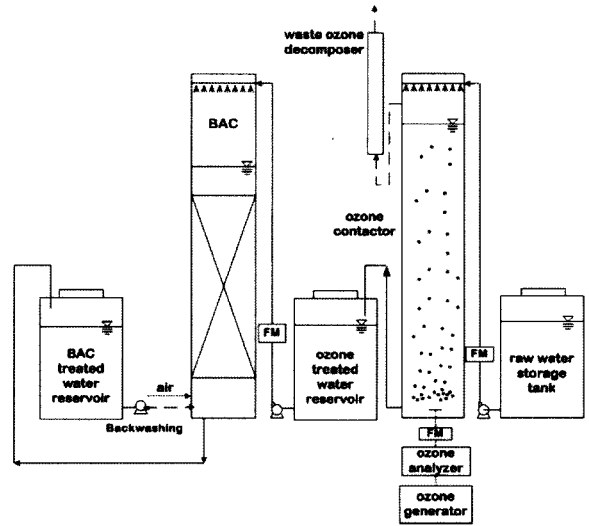 waste ozone
decomposer
BAC
ozone
contactor
FM
FM
BAC
treated
water
reservoir
air
Backwashing
ozone
treated
water
reservoir
raw water
storage
tank
FM
ozone
analyzer
ozone
generator